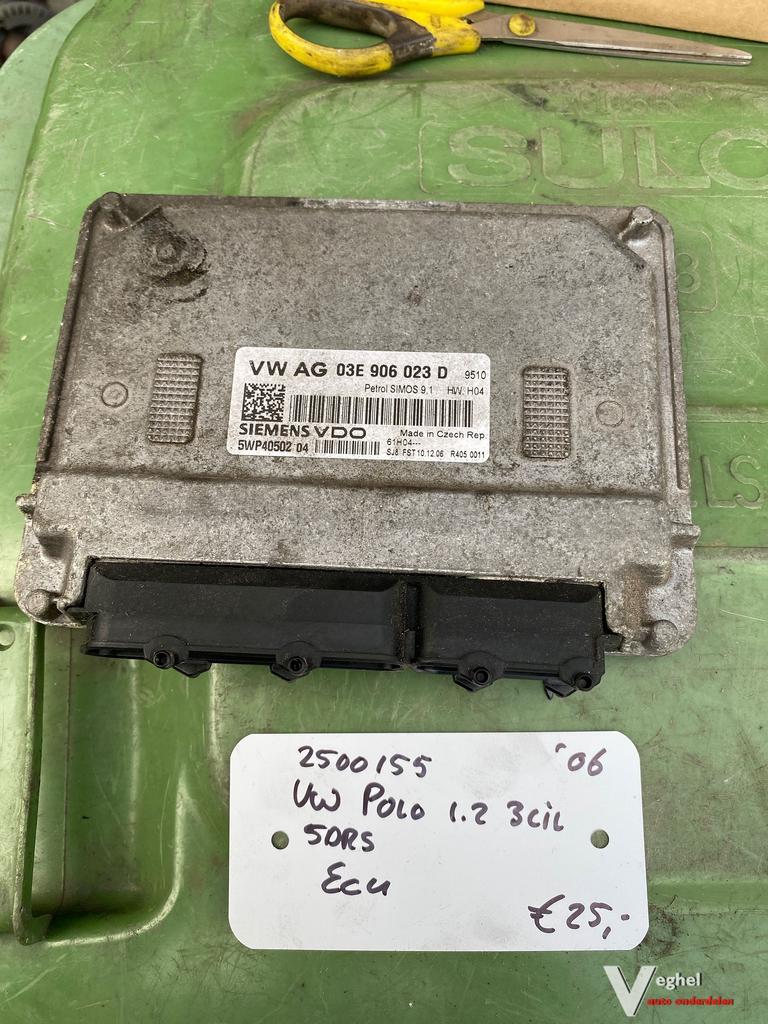 SULO
VW AG 03E 906 023 D 9510
Petrol SIMOS 9.1 HW. H04
SIEMENS VDO Made in Czech Rep.
5WP40502 04 61H04---
SJ8 FST 10.12.06 R405 0011
2500155 '06
VW POLO 1.2 3CIL
5DRS
ECU
€25,-
Veghel
auto onderdelen